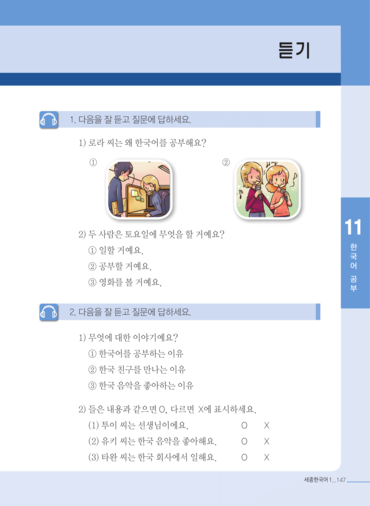 듣기
1. 다음을 잘 듣고 질문에 답하세요.
1) 로라 씨는 왜 한국어를 공부해요?
① ②
2) 두 사람은 토요일에 무엇을 할 거예요?
① 일할 거예요.
② 공부할 거예요.
③ 영화를 볼 거예요.
11
한국어 공부
2. 다음을 잘 듣고 질문에 답하세요.
1) 무엇에 대한 이야기예요?
① 한국어를 공부하는 이유
② 한국 친구를 만나는 이유
③ 한국 음악을 좋아하는 이유
2) 들은 내용과 같으면 O, 다르면 X에 표시하세요.
(1) 투이 씨는 선생님이에요. O X
(2) 유키 씨는 한국 음악을 좋아해요. O X
(3) 타완 씨는 한국 회사에서 일해요. O X
세종한국어 1_147